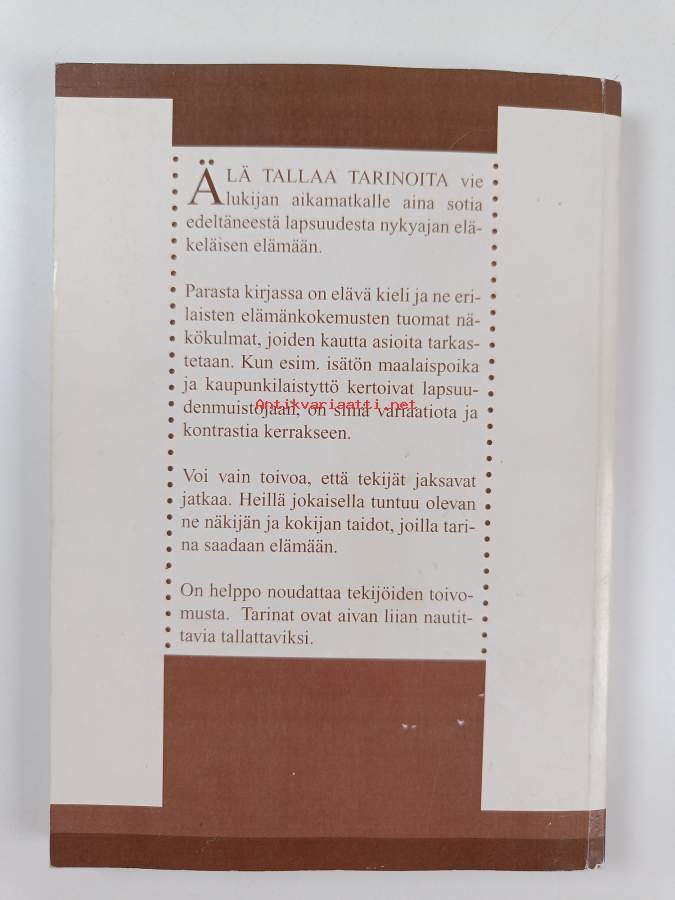 ÄLÄ TALLAA TARINOITA vie
lukijan aikamatkalle aina sotia
edeltäneestä lapsuudesta nykyajan elä-
keläisen elämään.
Parasta kirjassa on elävä kieli ja ne eri-
laisten elämänkokemusten tuomat nä-
kökulmat, joiden kautta asioita tarkas-
tetaan. Kun esim. isätön maalaispoika
ja kaupunkilaistyttö kertoivat lapsuu-
denmuistojaan, on siinä variaatiota ja
Antikvariaatti.net
kontrastia kerrakseen.
Voi vain toivoa, että tekijät jaksavat
jatkaa. Heillä jokaisella tuntuu olevan
ne näkijän ja kokijan taidot, joilla tari-
na saadaan elämään.
On helppo noudattaa tekijöiden toivo-
musta. Tarinat ovat aivan liian nautit-
tavia tallattaviksi.